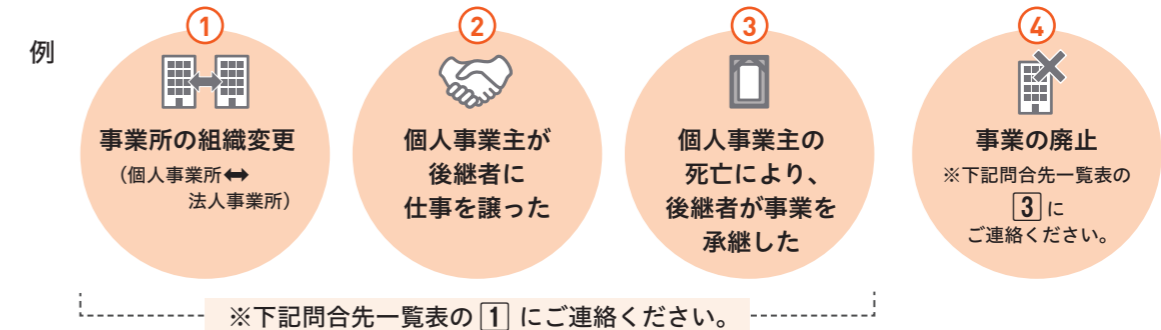 例
1
事業所の組織変更
（個人事業所⬌
法人事業所）
2
個人事業主が
後継者に
仕事を譲った
3
個人事業主の
死亡により、
後継者が事業を
承継した
4
事業の廃止
※下記問合先一覧表の
3に
ご連絡ください。
※下記問合先一覧表の 1 にご連絡ください。